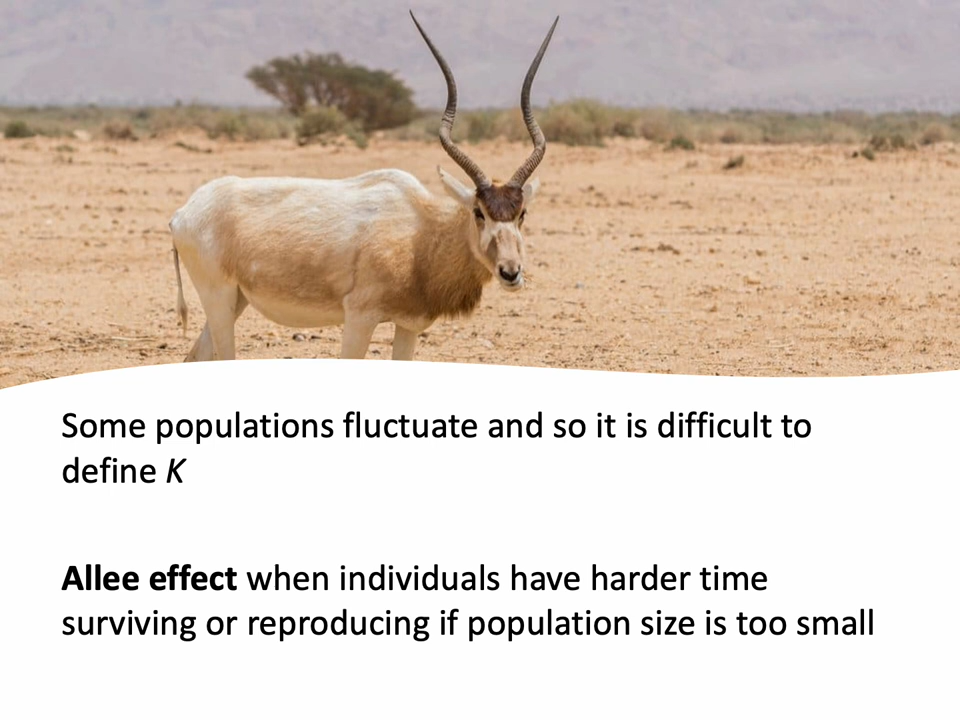 Some populations fluctuate and so it is difficult to
define K
Allee effect when individuals have harder time
surviving or reproducing if population size is too small